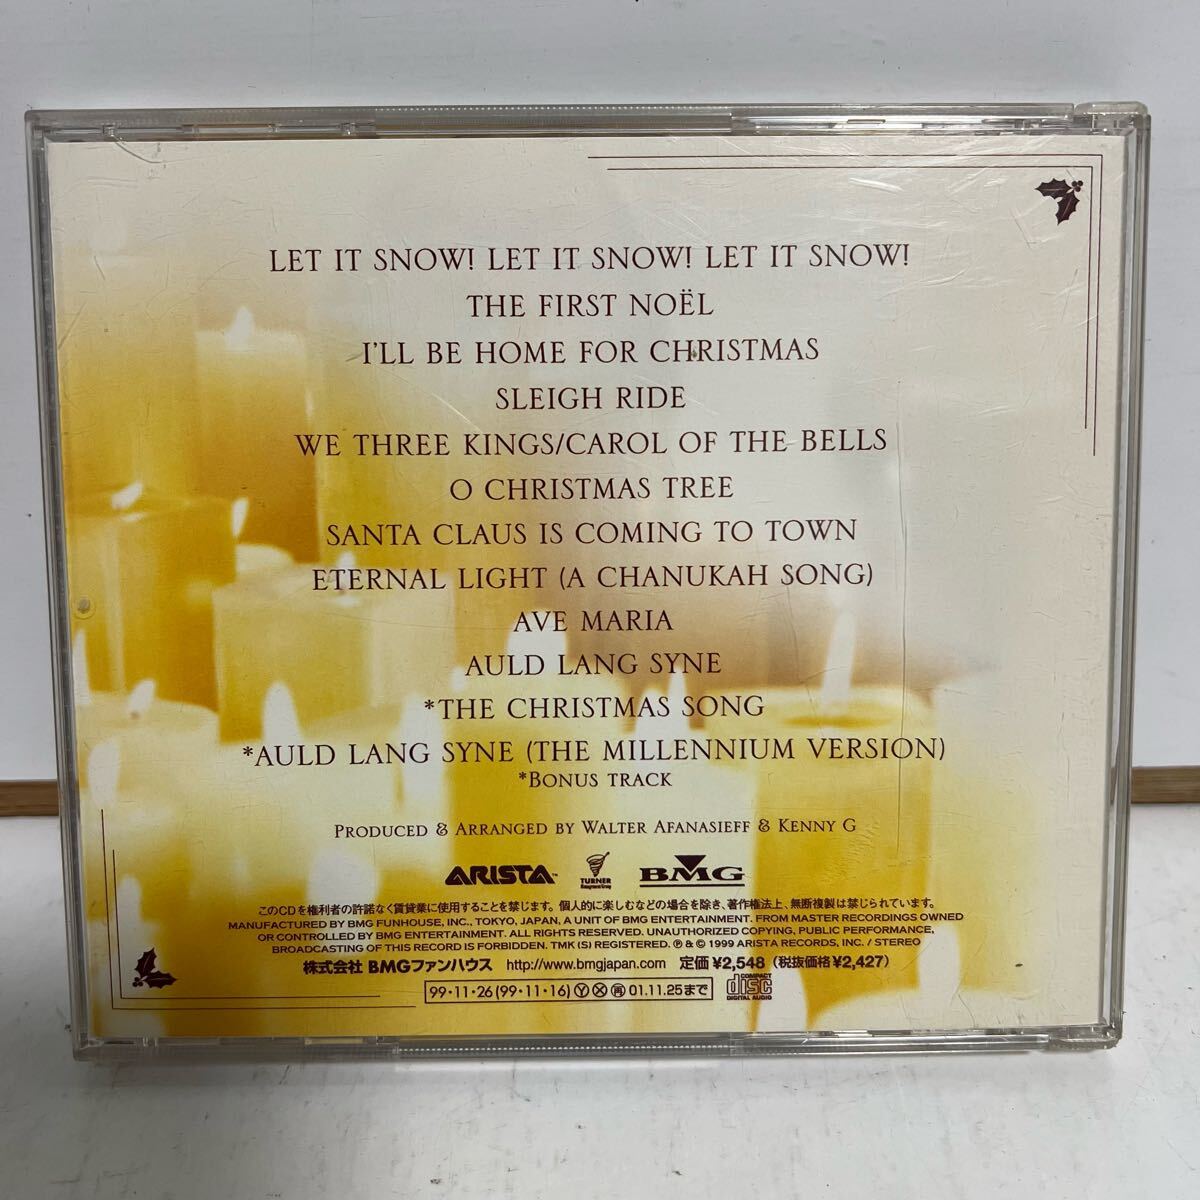 LET IT SNOW! LET IT SNOW! LET IT SNOW!
THE FIRST NOËL
I'LL BE HOME FOR CHRISTMAS
SLEIGH RIDE
WE THREE KINGS/CAROL OF THE BELLS
O CHRISTMAS TREE
SANTA CLAUS IS COMING TO TOWN
ETERNAL LIGHT (A CHANUKAH SONG)
AVE MARIA
AULD LANG SYNE
*THE CHRISTMAS SONG
*AULD LANG SYNE (THE MILLENNIUM VERSION)
*BONUS TRACK
PRODUCED & ARRANGED BY WALTER AFANASIEFF & KENNY G
ARISTA™ TURNER Management Group BMG
このCDを権利者の許諾なく賃貸業に使用することを禁じます。個人的に楽しむなどの場合を除き、著作権法上、無断複製は禁じられています。
MANUFACTURED BY BMG FUNHOUSE, INC., TOKYO, JAPAN, A UNIT OF BMG ENTERTAINMENT. FROM MASTER RECORDINGS OWNED
OR CONTROLLED BY BMG ENTERTAINMENT. ALL RIGHTS RESERVED. UNAUTHORIZED COPYING, PUBLIC PERFORMANCE,
BROADCASTING OF THIS RECORD IS FORBIDDEN. TMK (S) REGISTERED. ℗ & © 1999 ARISTA RECORDS, INC. / STEREO
株式会社 BMGファンハウス http://www.bmgjapan.com 定価¥2,548（税抜価格¥2,427）
99・11・26(99・11・16) Ⓨ Ⓧ 再 01.11.25まで
COMPACT disc DIGITAL AUDIO